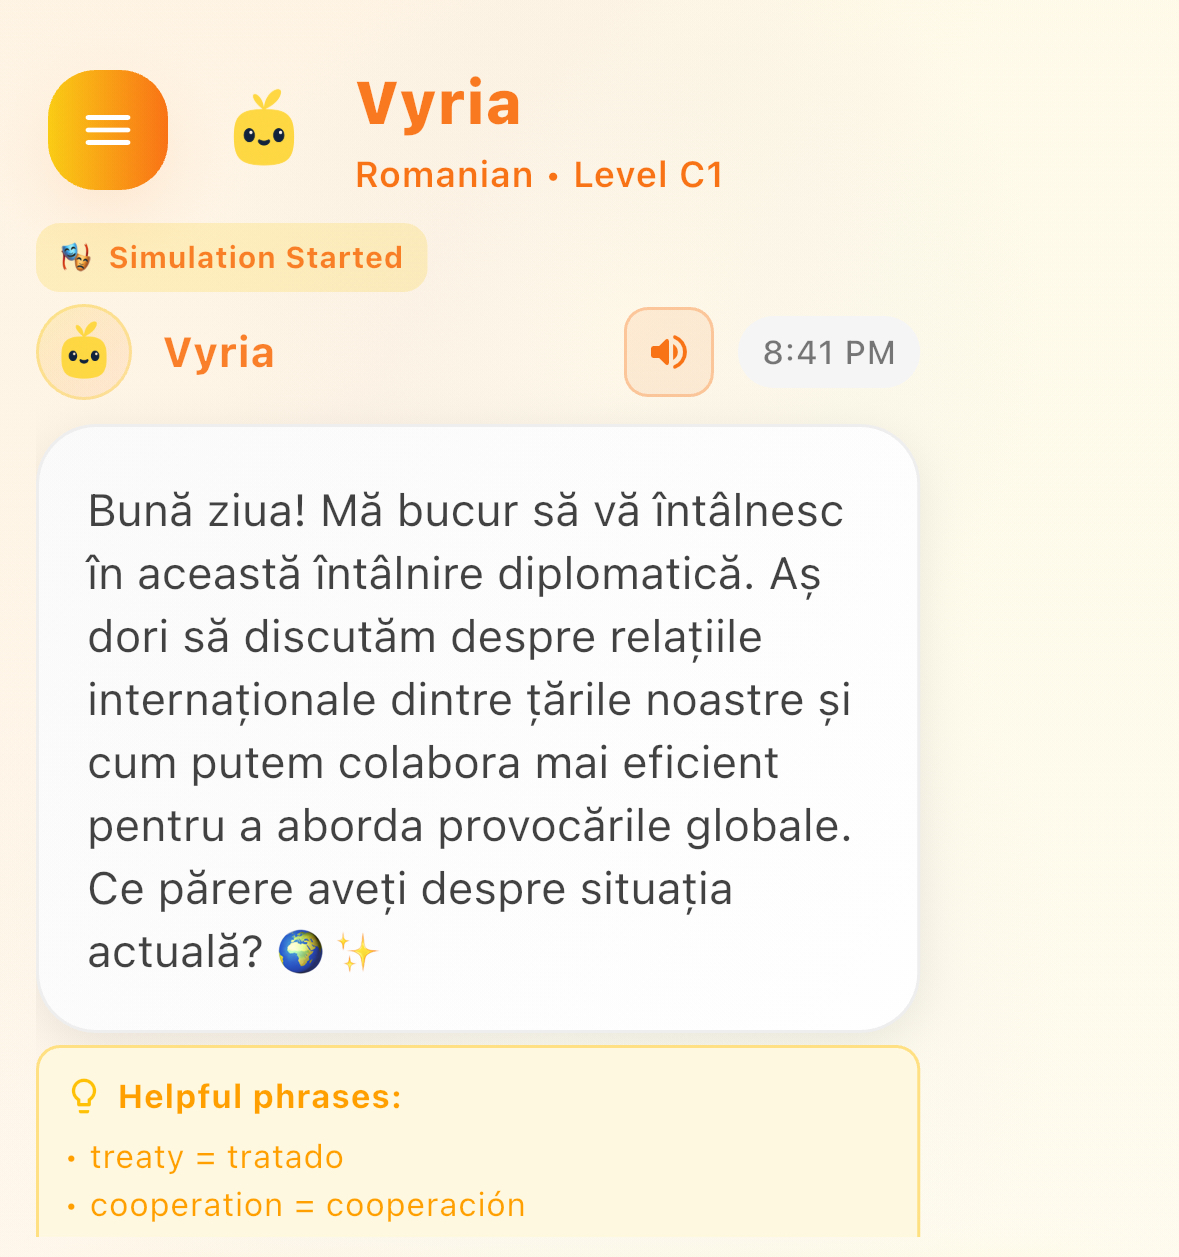 Vyria
Romanian • Level C1
Simulation Started
Vyria
8:41 PM
Bună ziua! Mă bucur să vă întâlnesc
în această întâlnire diplomatică. Aș
dori să discutăm despre relațiile
internaționale dintre țările noastre și
cum putem colabora mai eficient
pentru a aborda provocările globale.
Ce părere aveți despre situația
actuală? 🌍 ✨
Helpful phrases:
• treaty = tratado
• cooperation = cooperación